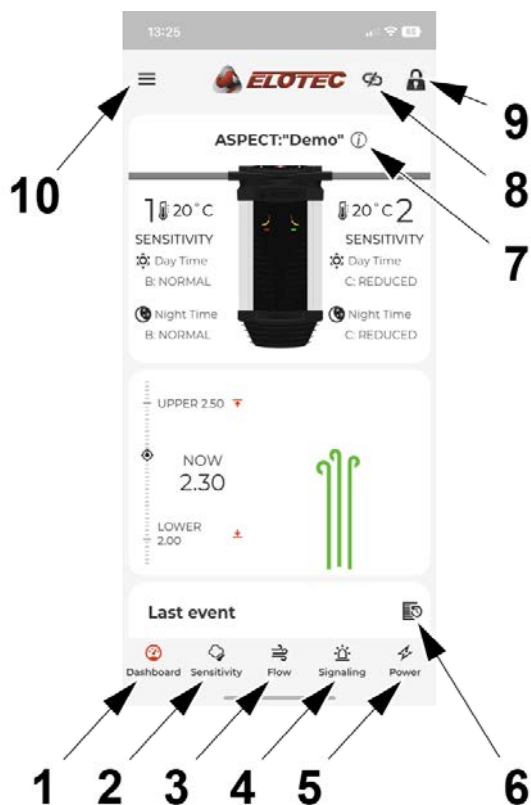 13:25
88
ELOTEC
ASPECT:"Demo"
1 20°C
SENSITIVITY
Day Time
B: NORMAL
Night Time
B: NORMAL
20°C 2
SENSITIVITY
Day Time
C: REDUCED
Night Time
C: REDUCED
UPPER 2.50
NOW
2.30
LOWER
2.00
Last event
Dashboard Sensitivity Flow Signaling Power
10
9
8
7
1 2 3 4 5 6